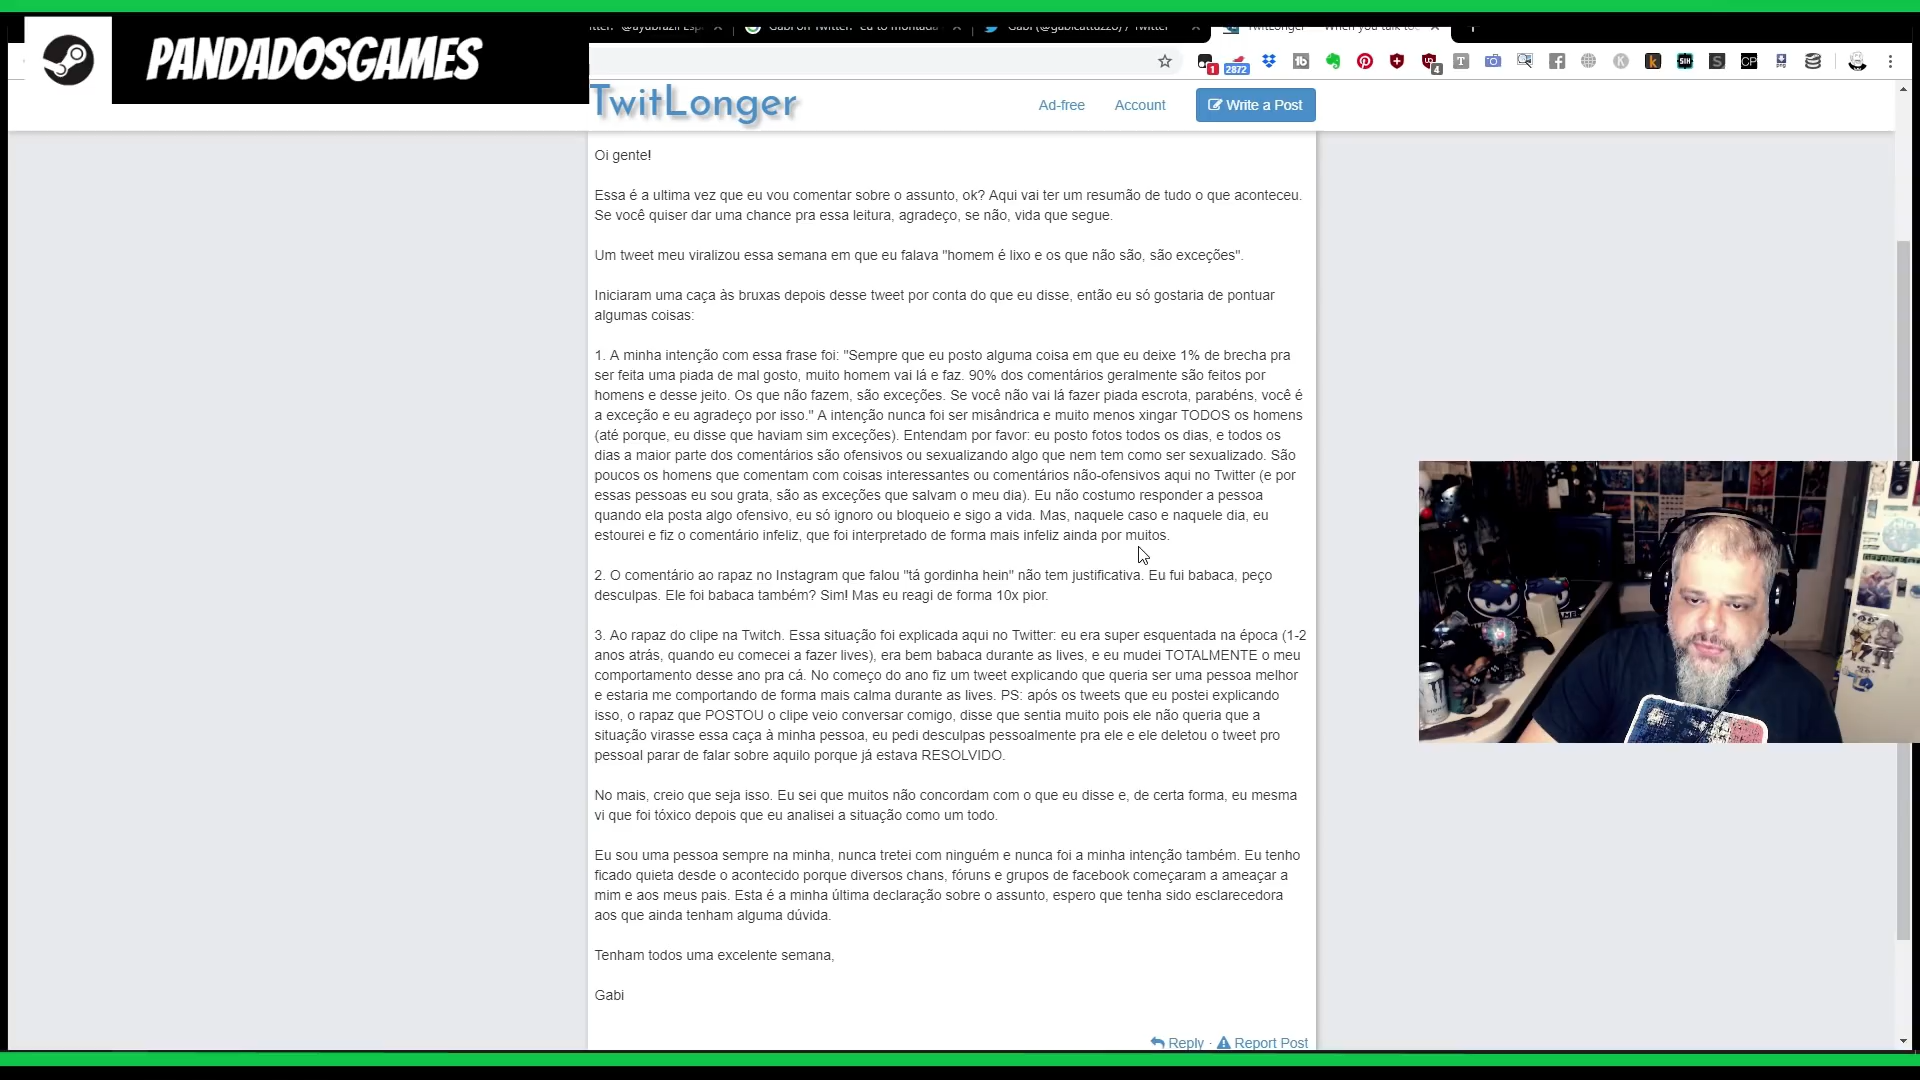 PANDADOSGAMES
Gabi (@gabicattuzzo) / Twitter
1
2872
4
TwitLonger
Ad-free
Account
Write a Post
Oi gente!
Essa é a ultima vez que eu vou comentar sobre o assunto, ok? Aqui vai ter um resumão de tudo o que aconteceu.
Se você quiser dar uma chance pra essa leitura, agradeço, se não, vida que segue.
Um tweet meu viralizou essa semana em que eu falava "homem é lixo e os que não são, são exceções".
Iniciaram uma caça às bruxas depois desse tweet por conta do que eu disse, então eu só gostaria de pontuar
algumas coisas:
1. A minha intenção com essa frase foi: "Sempre que eu posto alguma coisa em que eu deixe 1% de brecha pra
ser feita uma piada de mal gosto, muito homem vai lá e faz. 90% dos comentários geralmente são feitos por
homens e desse jeito. Os que não fazem, são exceções. Se você não vai lá fazer piada escrota, parabéns, você é
a exceção e eu agradeço por isso." A intenção nunca foi ser misândrica e muito menos xingar TODOS os homens
(até porque, eu disse que haviam sim exceções). Entendam por favor: eu posto fotos todos os dias, e todos os
dias a maior parte dos comentários são ofensivos ou sexualizando algo que nem tem como ser sexualizado. São
poucos os homens que comentam com coisas interessantes ou comentários não-ofensivos aqui no Twitter (e por
essas pessoas eu sou grata, são as exceções que salvam o meu dia). Eu não costumo responder a pessoa
quando ela posta algo ofensivo, eu só ignoro ou bloqueio e sigo a vida. Mas, naquele caso e naquele dia, eu
estourei e fiz o comentário infeliz, que foi interpretado de forma mais infeliz ainda por muitos.
2. O comentário ao rapaz no Instagram que falou "tá gordinha hein" não tem justificativa. Eu fui babaca, peço
desculpas. Ele foi babaca também? Sim! Mas eu reagi de forma 10x pior.
3. Ao rapaz do clipe na Twitch. Essa situação foi explicada aqui no Twitter: eu era super esquentada na época (1-2
anos atrás, quando eu comecei a fazer lives), era bem babaca durante as lives, e eu mudei TOTALMENTE o meu
comportamento desse ano pra cá. No começo do ano fiz um tweet explicando que queria ser uma pessoa melhor
e estaria me comportando de forma mais calma durante as lives. PS: após os tweets que eu postei explicando
isso, o rapaz que POSTOU o clipe veio conversar comigo, disse que sentia muito pois ele não queria que a
situação virasse essa caça à minha pessoa, eu pedi desculpas pessoalmente pra ele e ele deletou o tweet pro
pessoal parar de falar sobre aquilo porque já estava RESOLVIDO.
No mais, creio que seja isso. Eu sei que muitos não concordam com o que eu disse e, de certa forma, eu mesma
vi que foi tóxico depois que eu analisei a situação como um todo.
Eu sou uma pessoa sempre na minha, nunca tretei com ninguém e nunca foi a minha intenção também. Eu tenho
ficado quieta desde o acontecido porque diversos chans, fóruns e grupos de facebook começaram a ameaçar a
mim e aos meus pais. Esta é a minha última declaração sobre o assunto, espero que tenha sido esclarecedora
aos que ainda tenham alguma dúvida.
Tenham todos uma excelente semana,
Gabi
Reply · Report Post